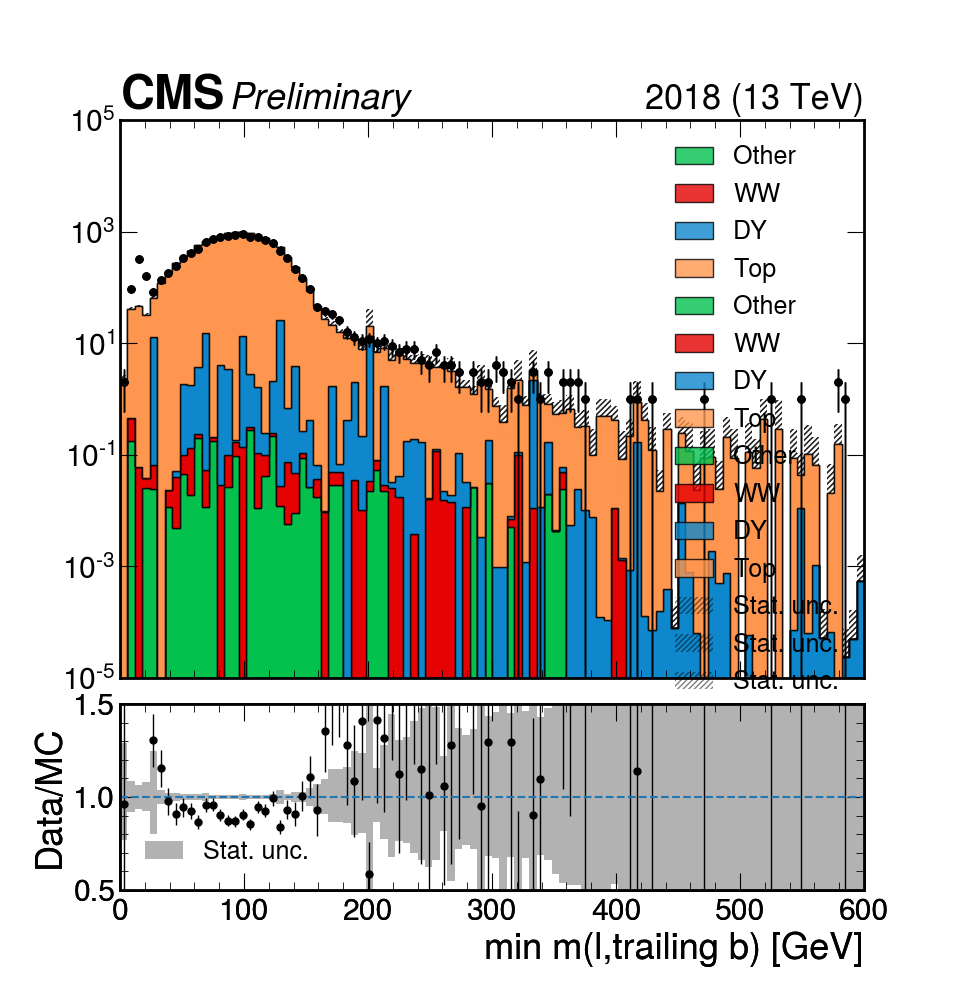 CMS Preliminary 2018 (13 TeV)
10^5
10^3
10^1
10^-1
10^-3
10^-5
Other
WW
DY
Top
Other
WW
DY
Top
Other
WW
DY
Top
Stat. unc.
Stat. unc.
Stat. unc.
1.5
1.0
0.5
Data/MC
Stat. unc.
0 100 200 300 400 500 600
min m(l,trailing b) [GeV]